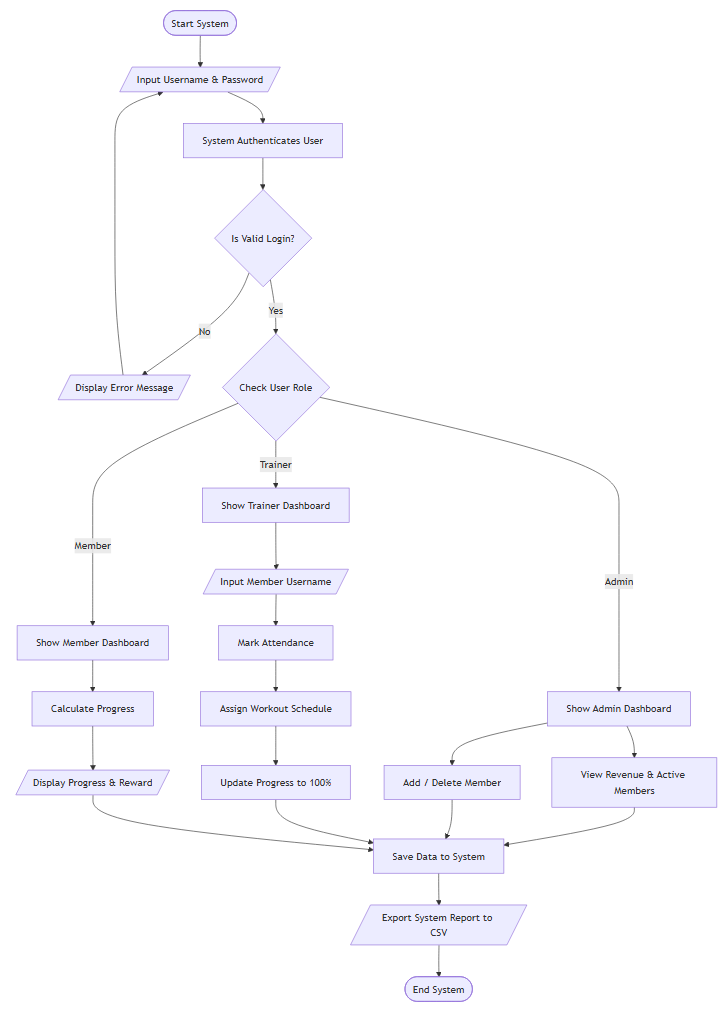 Start System
Input Username & Password
System Authenticates User
Is Valid Login?
Yes
No
Display Error Message
Check User Role
Trainer
Show Trainer Dashboard
Member
Input Member Username
Admin
Show Member Dashboard
Mark Attendance
Calculate Progress
Assign Workout Schedule
Show Admin Dashboard
Display Progress & Reward
Update Progress to 100%
Add / Delete Member
View Revenue & Active
Members
Save Data to System
Export System Report to
CSV
End System